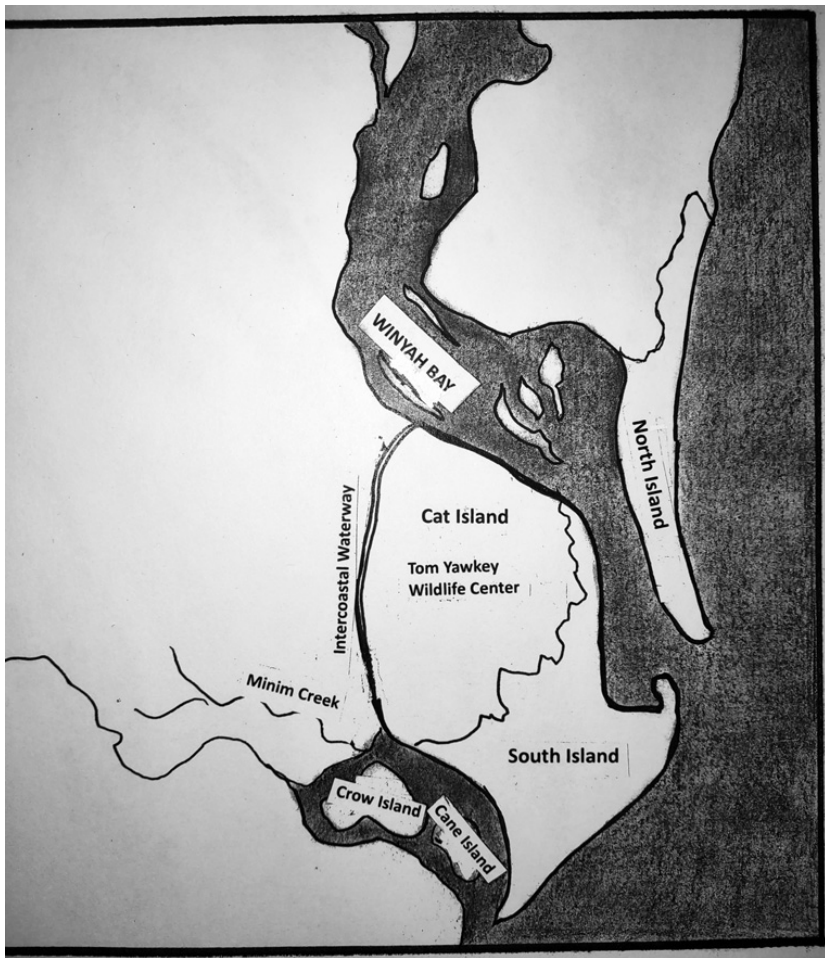 WINYAH BAY
North Island
Cat Island
Tom Yawkey
Wildlife Center
Intercoastal Waterway
Minim Creek
South Island
Crow Island
Cane Island